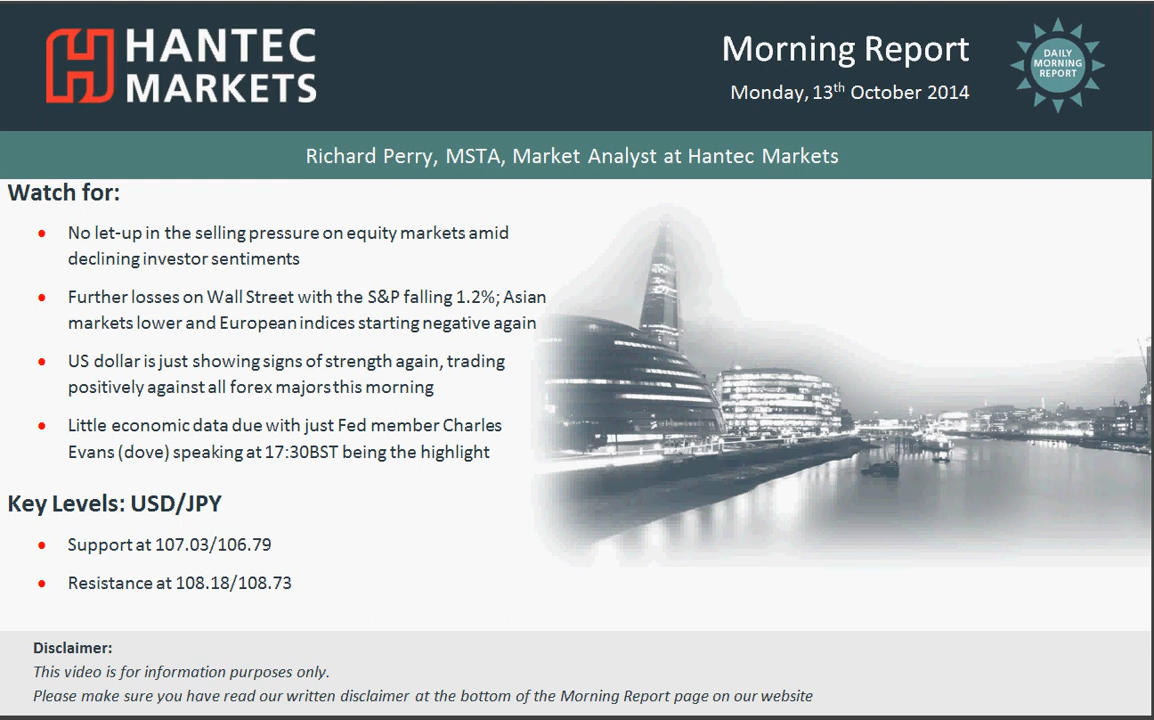 HANTEC
MARKETS
Morning Report
Monday, 13th October 2014
DAILY
MORNING
REPORT
Richard Perry, MSTA, Market Analyst at Hantec Markets
Watch for:
No let-up in the selling pressure on equity markets amid
declining investor sentiments
Further losses on Wall Street with the S&P falling 1.2%; Asian
markets lower and European indices starting negative again
US dollar is just showing signs of strength again, trading
positively against all forex majors this morning
Little economic data due with just Fed member Charles
Evans (dove) speaking at 17:30BST being the highlight
Key Levels: USD/JPY
Support at 107.03/106.79
Resistance at 108.18/108.73
Disclaimer:
This video is for information purposes only.
Please make sure you have read our written disclaimer at the bottom of the Morning Report page on our website